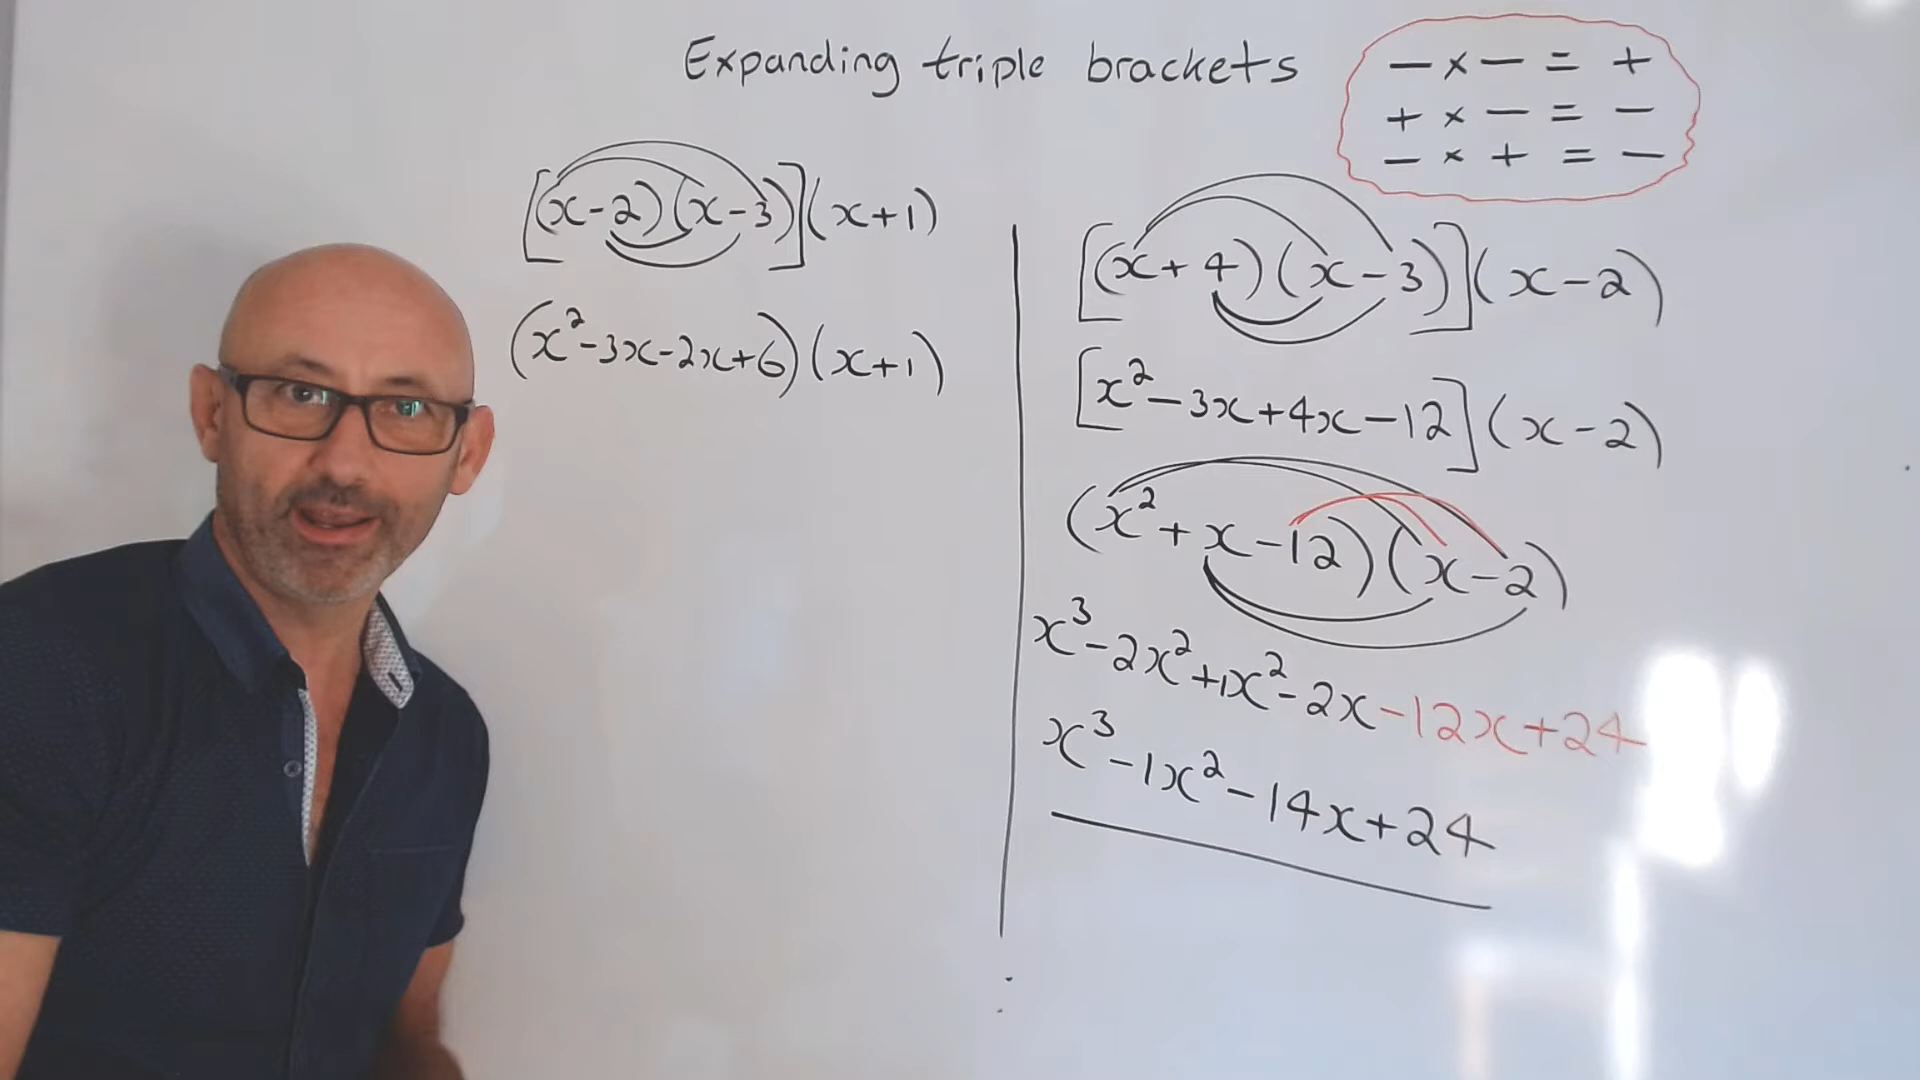 Expanding triple brackets
− × − = +
+ × − = −
− × + = −
[(x-2)(x-3)](x+1)
(x²-3x-2x+6)(x+1)
[(x+4)(x-3)](x-2)
[x²-3x+4x-12](x-2)
(x²+x-12)(x-2)
x³-2x²+1x²-2x-12x+24
x³-1x²-14x+24